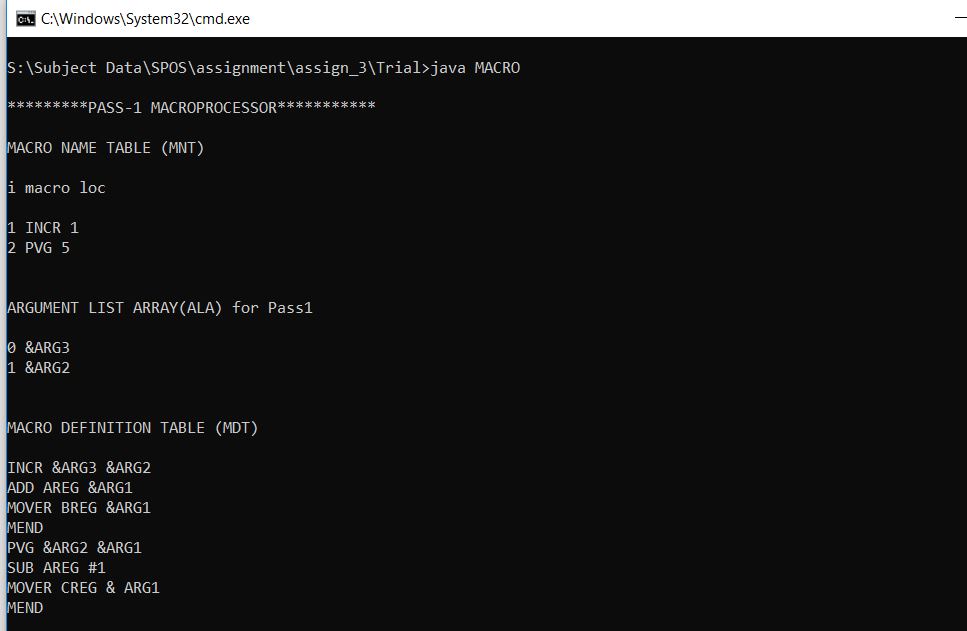 C:\Windows\System32\cmd.exe
S:\Subject Data\SPOS\assignment\assign_3\Trial>java MACRO
*********PASS-1 MACROPROCESSOR***********
MACRO NAME TABLE (MNT)
i macro loc
1 INCR 1
2 PVG 5
ARGUMENT LIST ARRAY(ALA) for Pass1
0 &ARG3
1 &ARG2
MACRO DEFINITION TABLE (MDT)
INCR &ARG3 &ARG2
ADD AREG &ARG1
MOVER BREG &ARG1
MEND
PVG &ARG2 &ARG1
SUB AREG #1
MOVER CREG & ARG1
MEND